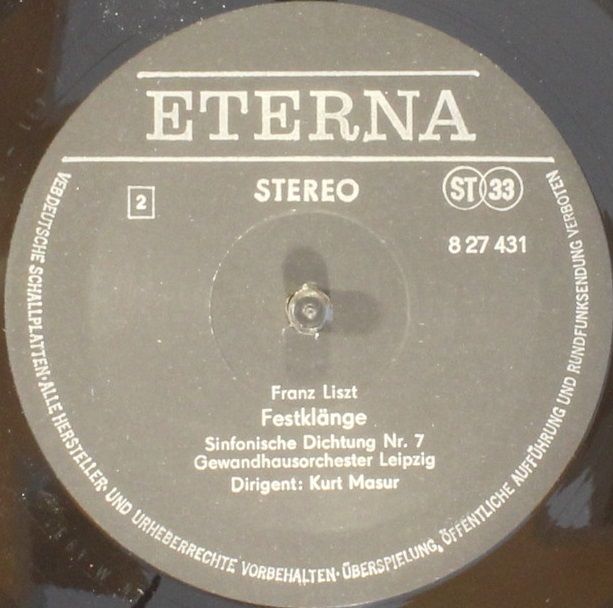 ETERNA
2
STEREO
ST 33
8 27 431
Franz Liszt
Festklänge
Sinfonische Dichtung Nr. 7
Gewandhausorchester Leipzig
Dirigent: Kurt Masur
VEB DEUTSCHE SCHALLPLATTEN · ALLE HERSTELLER- UND URHEBERRECHTE VORBEHALTEN · ÜBERSPIELUNG, ÖFFENTLICHE AUFFÜHRUNG UND RUNDFUNKSENDUNG VERBOTEN